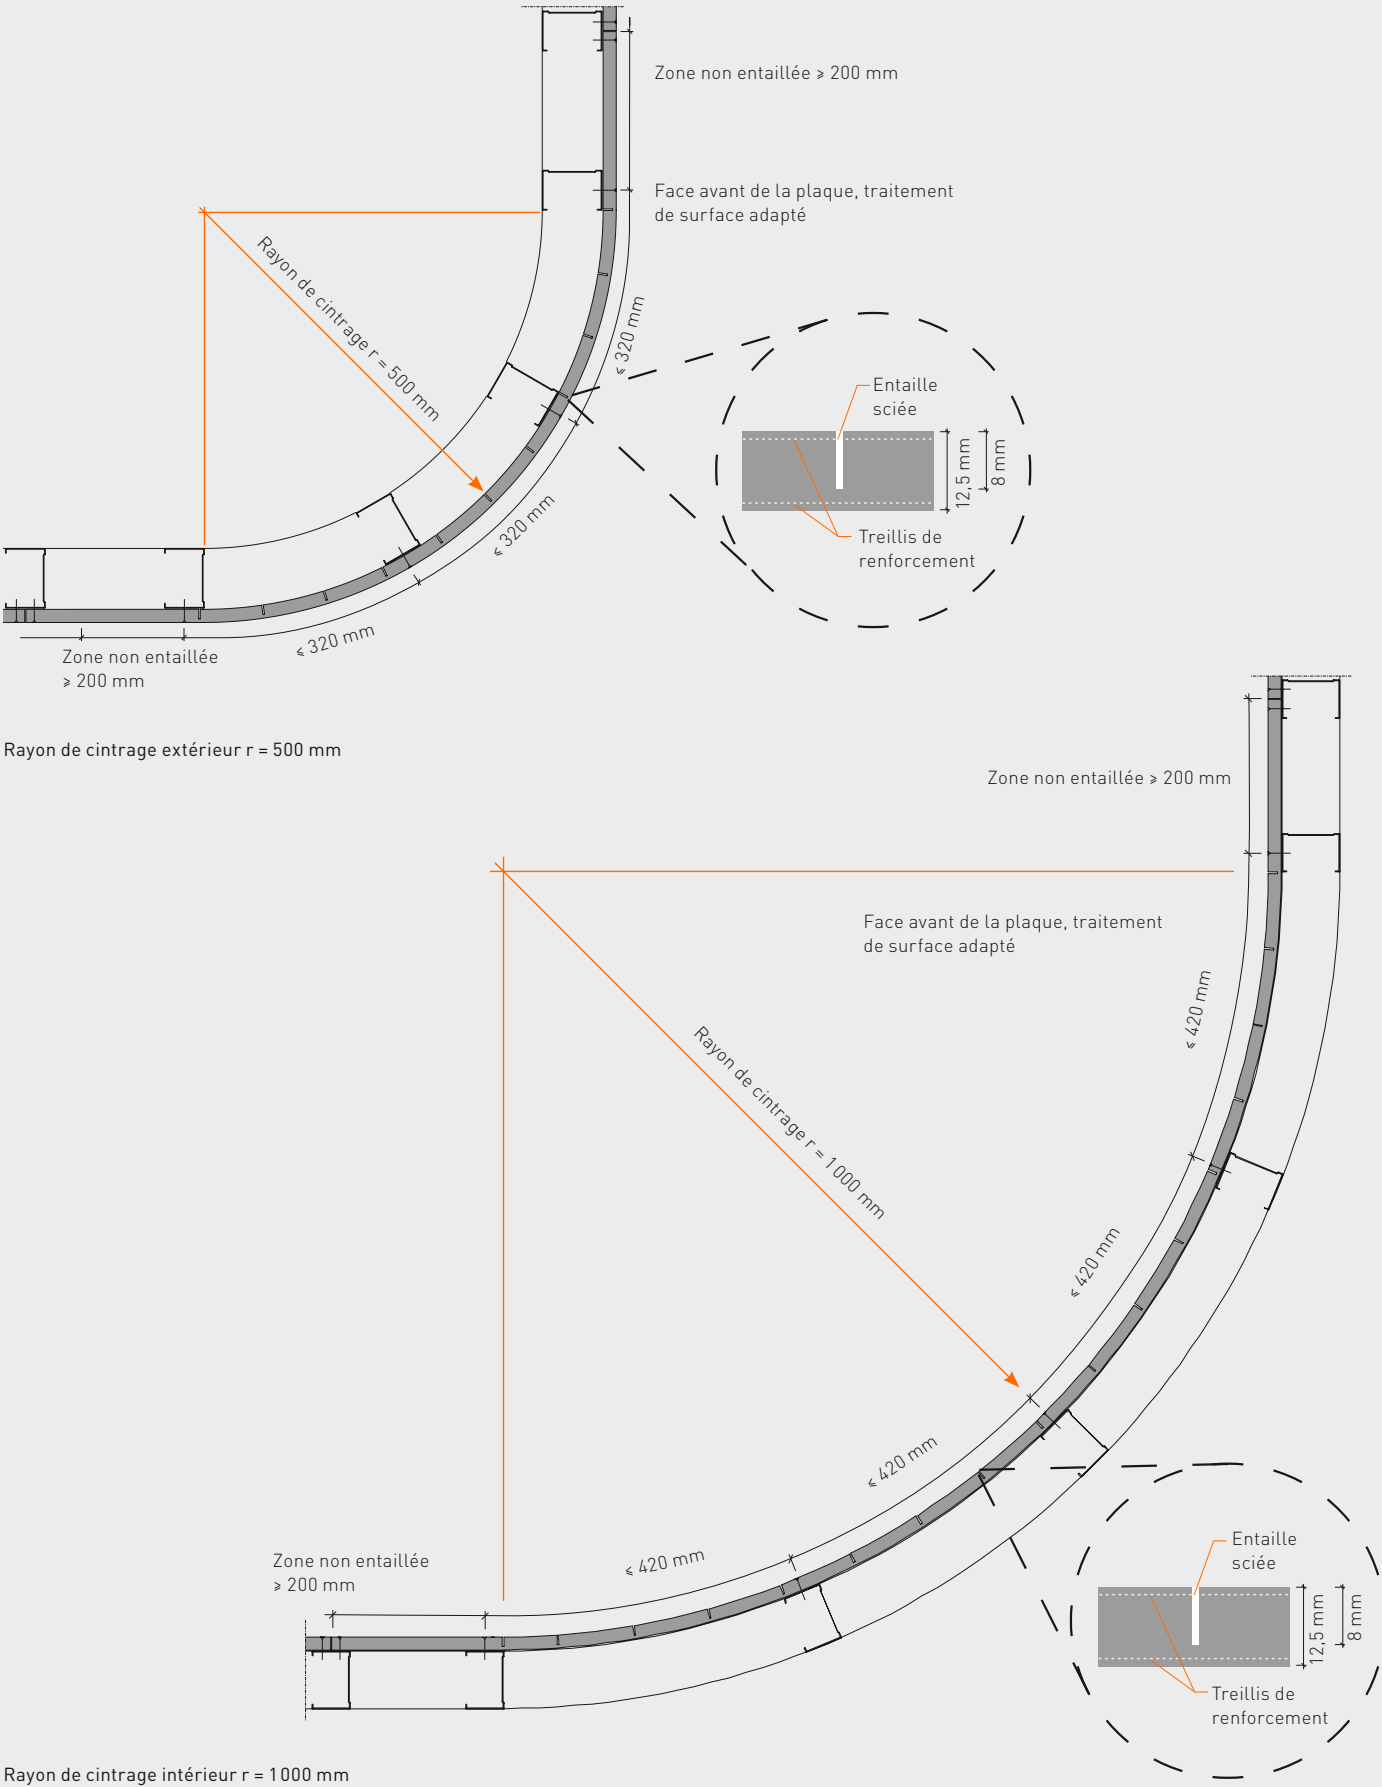 Zone non entaillée ⩾ 200 mm
Face avant de la plaque, traitement
de surface adapté
Rayon de cintrage r = 500 mm
⩽ 320 mm
Entaille
sciée
12,5 mm
8 mm
Treillis de
renforcement
⩽ 320 mm
⩽ 320 mm
Zone non entaillée
⩾ 200 mm
Rayon de cintrage extérieur r = 500 mm
Zone non entaillée ⩾ 200 mm
Face avant de la plaque, traitement
de surface adapté
⩽ 420 mm
Rayon de cintrage r = 1 000 mm
⩽ 420 mm
⩽ 420 mm
⩽ 420 mm
Zone non entaillée
⩾ 200 mm
Entaille
sciée
12,5 mm
8 mm
Treillis de
renforcement
Rayon de cintrage intérieur r = 1 000 mm